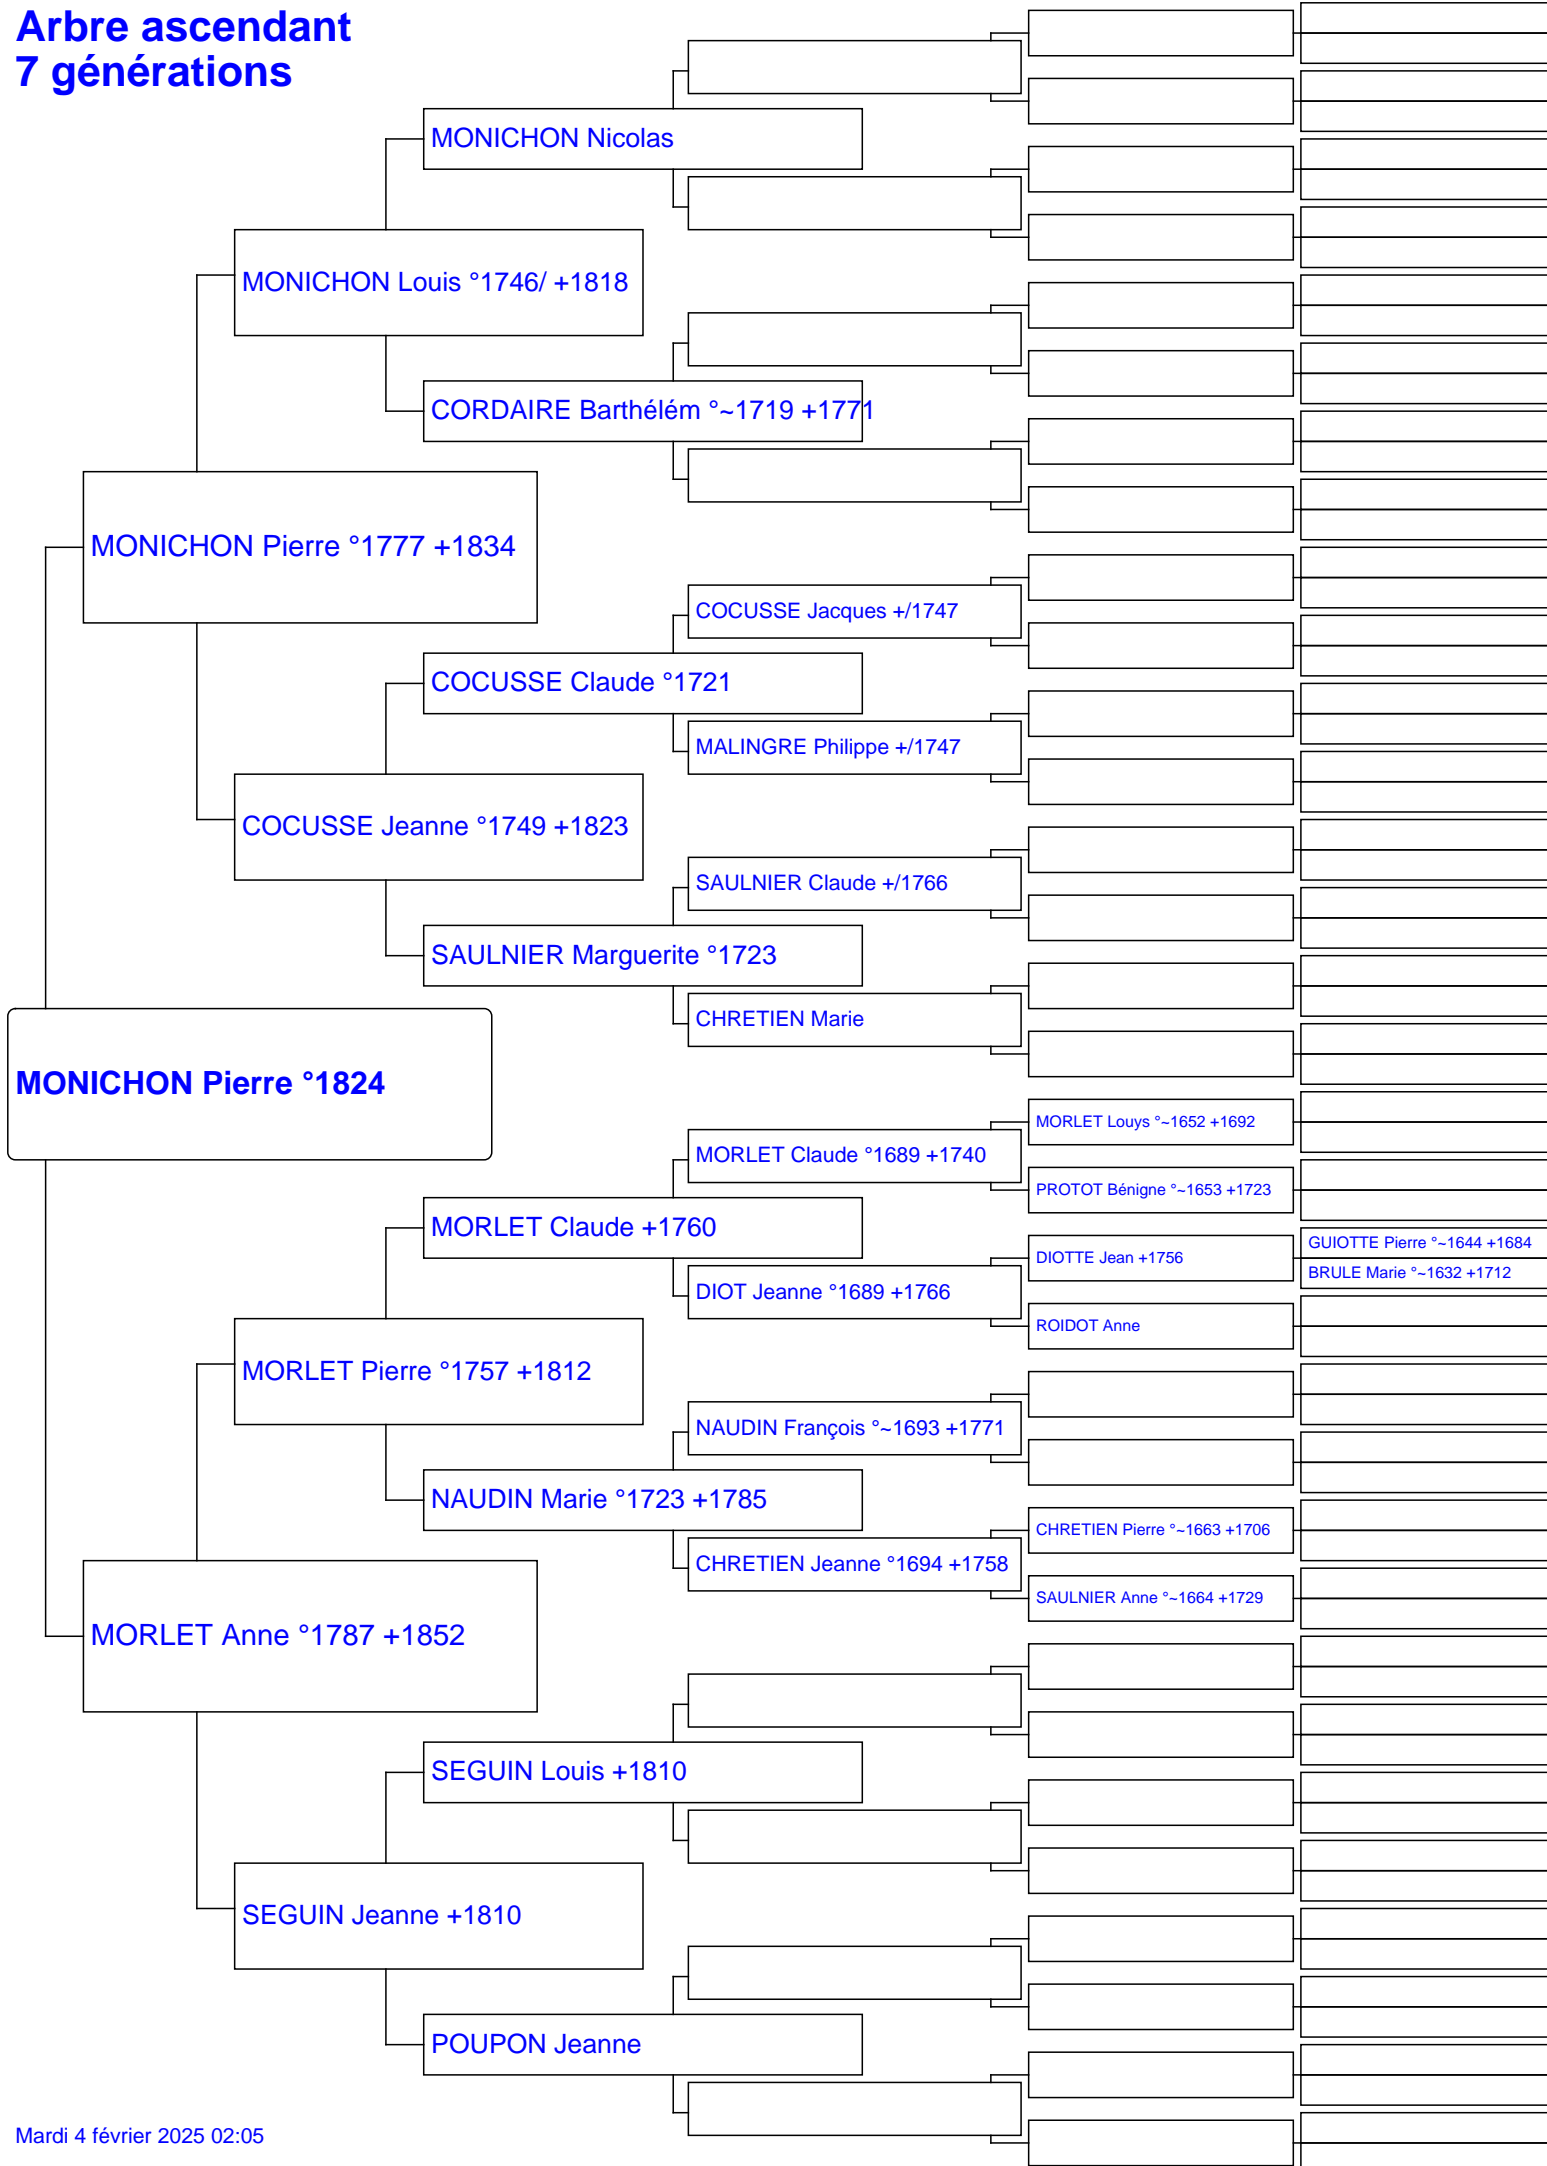 Arbre ascendant
7 générations
MONICHON Nicolas
MONICHON Louis °1746/ +1818
CORDAIRE Barthélém °~1719 +1771
MONICHON Pierre °1777 +1834
COCUSSE Jacques +/1747
COCUSSE Claude °1721
MALINGRE Philippe +/1747
COCUSSE Jeanne °1749 +1823
SAULNIER Claude +/1766
SAULNIER Marguerite °1723
CHRETIEN Marie
MONICHON Pierre °1824
MORLET Louys °~1652 +1692
MORLET Claude °1689 +1740
PROTOT Bénigne °~1653 +1723
MORLET Claude +1760
GUIOTTE Pierre °~1644 +1684
DIOTTE Jean +1756
BRULE Marie °~1632 +1712
DIOT Jeanne °1689 +1766
ROIDOT Anne
MORLET Pierre °1757 +1812
NAUDIN François °~1693 +1771
NAUDIN Marie °1723 +1785
CHRETIEN Pierre °~1663 +1706
CHRETIEN Jeanne °1694 +1758
SAULNIER Anne °~1664 +1729
MORLET Anne °1787 +1852
SEGUIN Louis +1810
SEGUIN Jeanne +1810
POUPON Jeanne
Mardi 4 février 2025 02:05